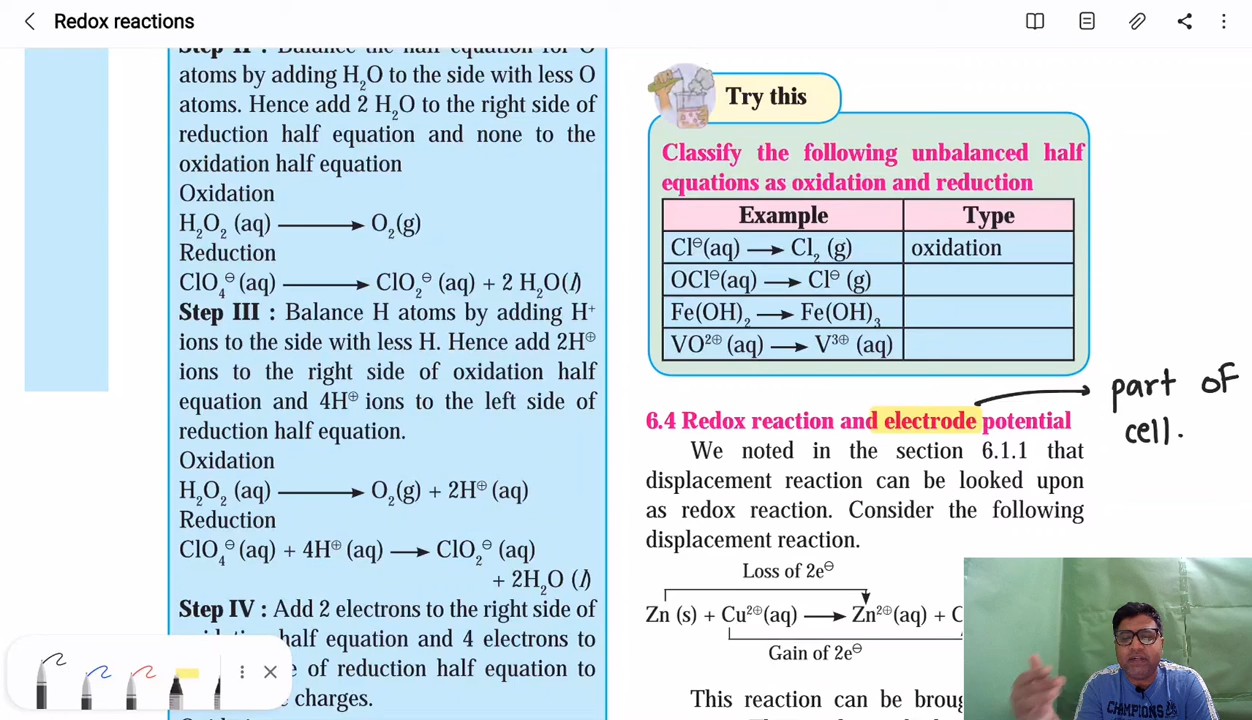 Redox reactions
Step II : Balance the half equation for O
atoms by adding H₂O to the side with less O
atoms. Hence add 2 H₂O to the right side of
reduction half equation and none to the
oxidation half equation
Oxidation
H₂O₂ (aq) ⟶ O₂(g)
Reduction
ClO₄⊖(aq) ⟶ ClO₂⊖ (aq) + 2 H₂O(l)
Step III : Balance H atoms by adding H⁺
ions to the side with less H. Hence add 2H⊕
ions to the right side of oxidation half
equation and 4H⊕ ions to the left side of
reduction half equation.
Oxidation
H₂O₂ (aq) ⟶ O₂(g) + 2H⊕ (aq)
Reduction
ClO₄⊖(aq) + 4H⊕ (aq) ⟶ ClO₂⊖ (aq)
+ 2H₂O (l)
Step IV : Add 2 electrons to the right side of
half equation and 4 electrons to
e of reduction half equation to
charges.
Try this
Classify the following unbalanced half
equations as oxidation and reduction
Example Type
Cl⊖(aq) ⟶ Cl₂ (g) oxidation
OCl⊖(aq) ⟶ Cl⊖ (g)
Fe(OH)₂ ⟶ Fe(OH)₃
VO²⊕ (aq) ⟶ V³⊕ (aq)
6.4 Redox reaction and electrode potential
part of
cell.
We noted in the section 6.1.1 that
displacement reaction can be looked upon
as redox reaction. Consider the following
displacement reaction.
Loss of 2e⊖
Zn (s) + Cu²⊕(aq) ⟶ Zn²⊕(aq) + C
Gain of 2e⊖
This reaction can be broug
CHAMPIONS